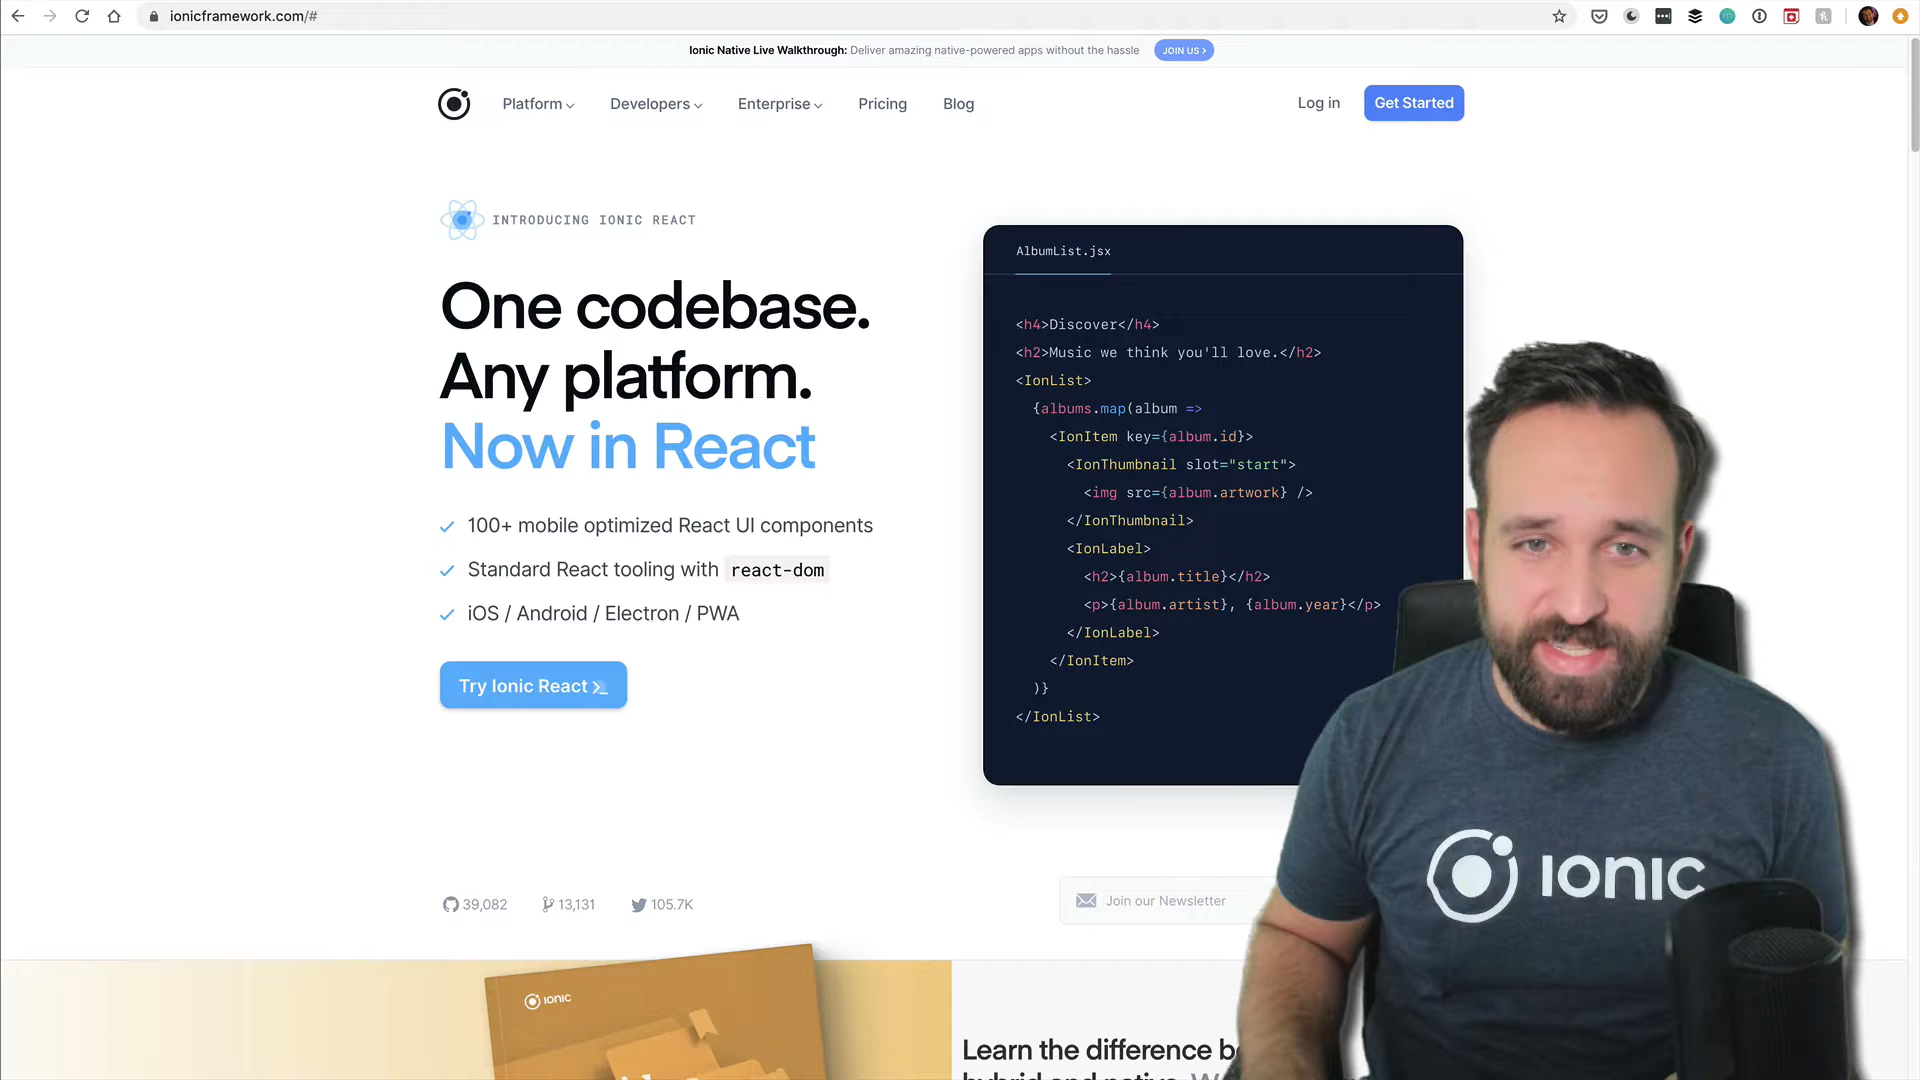 ionicframework.com/#
Ionic Native Live Walkthrough: Deliver amazing native-powered apps without the hassle JOIN US >
Platform Developers Enterprise Pricing Blog Log in Get Started
INTRODUCING IONIC REACT
One codebase.
Any platform.
Now in React
100+ mobile optimized React UI components
Standard React tooling with react-dom
iOS / Android / Electron / PWA
Try Ionic React >_
AlbumList.jsx
<h4>Discover</h4>
<h2>Music we think you'll love.</h2>
<IonList>
{albums.map(album =>
<IonItem key={album.id}>
<IonThumbnail slot="start">
<img src={album.artwork} />
</IonThumbnail>
<IonLabel>
<h2>{album.title}</h2>
<p>{album.artist}, {album.year}</p>
</IonLabel>
</IonItem>
)}
</IonList>
39,082 13,131 105.7K
Join our Newsletter
IONIC
IONIC
Learn the difference be
hybrid and native. We